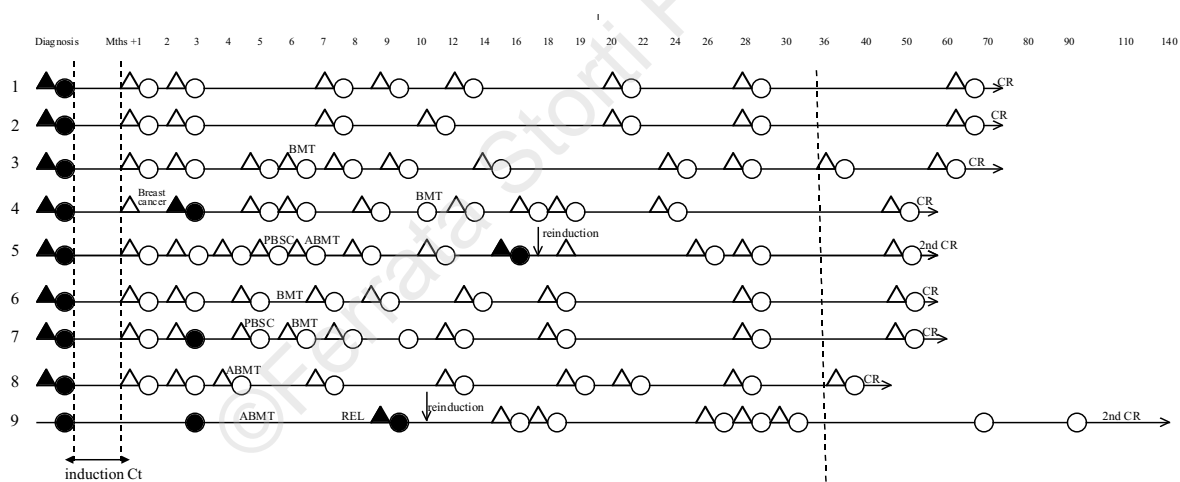 Diagnosis Mths +1 2 3 4 5 6 7 8 9 10 12 14 16 18 19 20 22 24 26 28 30 36 40 50 60 70 80 90 110 140
1 CR
2 CR
3 BMT CR
4 Breast cancer BMT CR
reinduction
5 PBSC ABMT 2nd CR
6 BMT CR
7 PBSC BMT CR
8 ABMT CR
reinduction
9 ABMT REL 2nd CR
induction Ct
©Ferrata Storti F